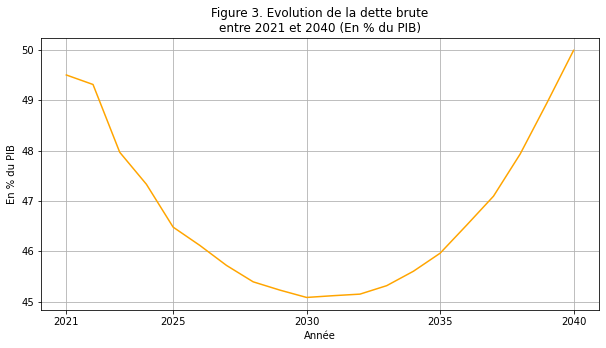 Figure 3. Evolution de la dette brute
entre 2021 et 2040 (En % du PIB)
50
49
48
47
46
45
En % du PIB
2021
2025
2030
2035
2040
Année